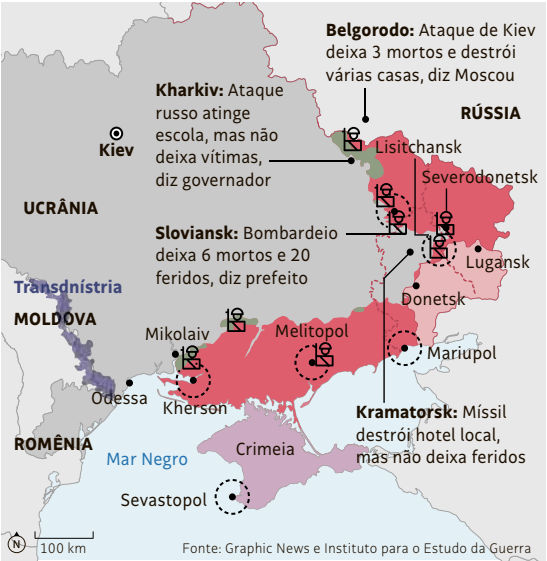 Belgorodo: Ataque de Kiev
deixa 3 mortos e destrói
várias casas, diz Moscou
Kharkiv: Ataque
russo atinge
escola, mas não
deixa vítimas,
diz governador
RÚSSIA
Kiev
Lisitchansk
Severodonetsk
UCRÂNIA
Sloviansk: Bombardeio
deixa 6 mortos e 20
feridos, diz prefeito
Lugansk
Transdnístria
MOLDOVA
Donetsk
Mikolaiv
Melitopol
Mariupol
Odessa
Kherson
Kramatorsk: Míssil
destrói hotel local,
mas não deixa feridos
ROMÊNIA
Mar Negro
Crimeia
Sevastopol
N
100 km
Fonte: Graphic News e Instituto para o Estudo da Guerra